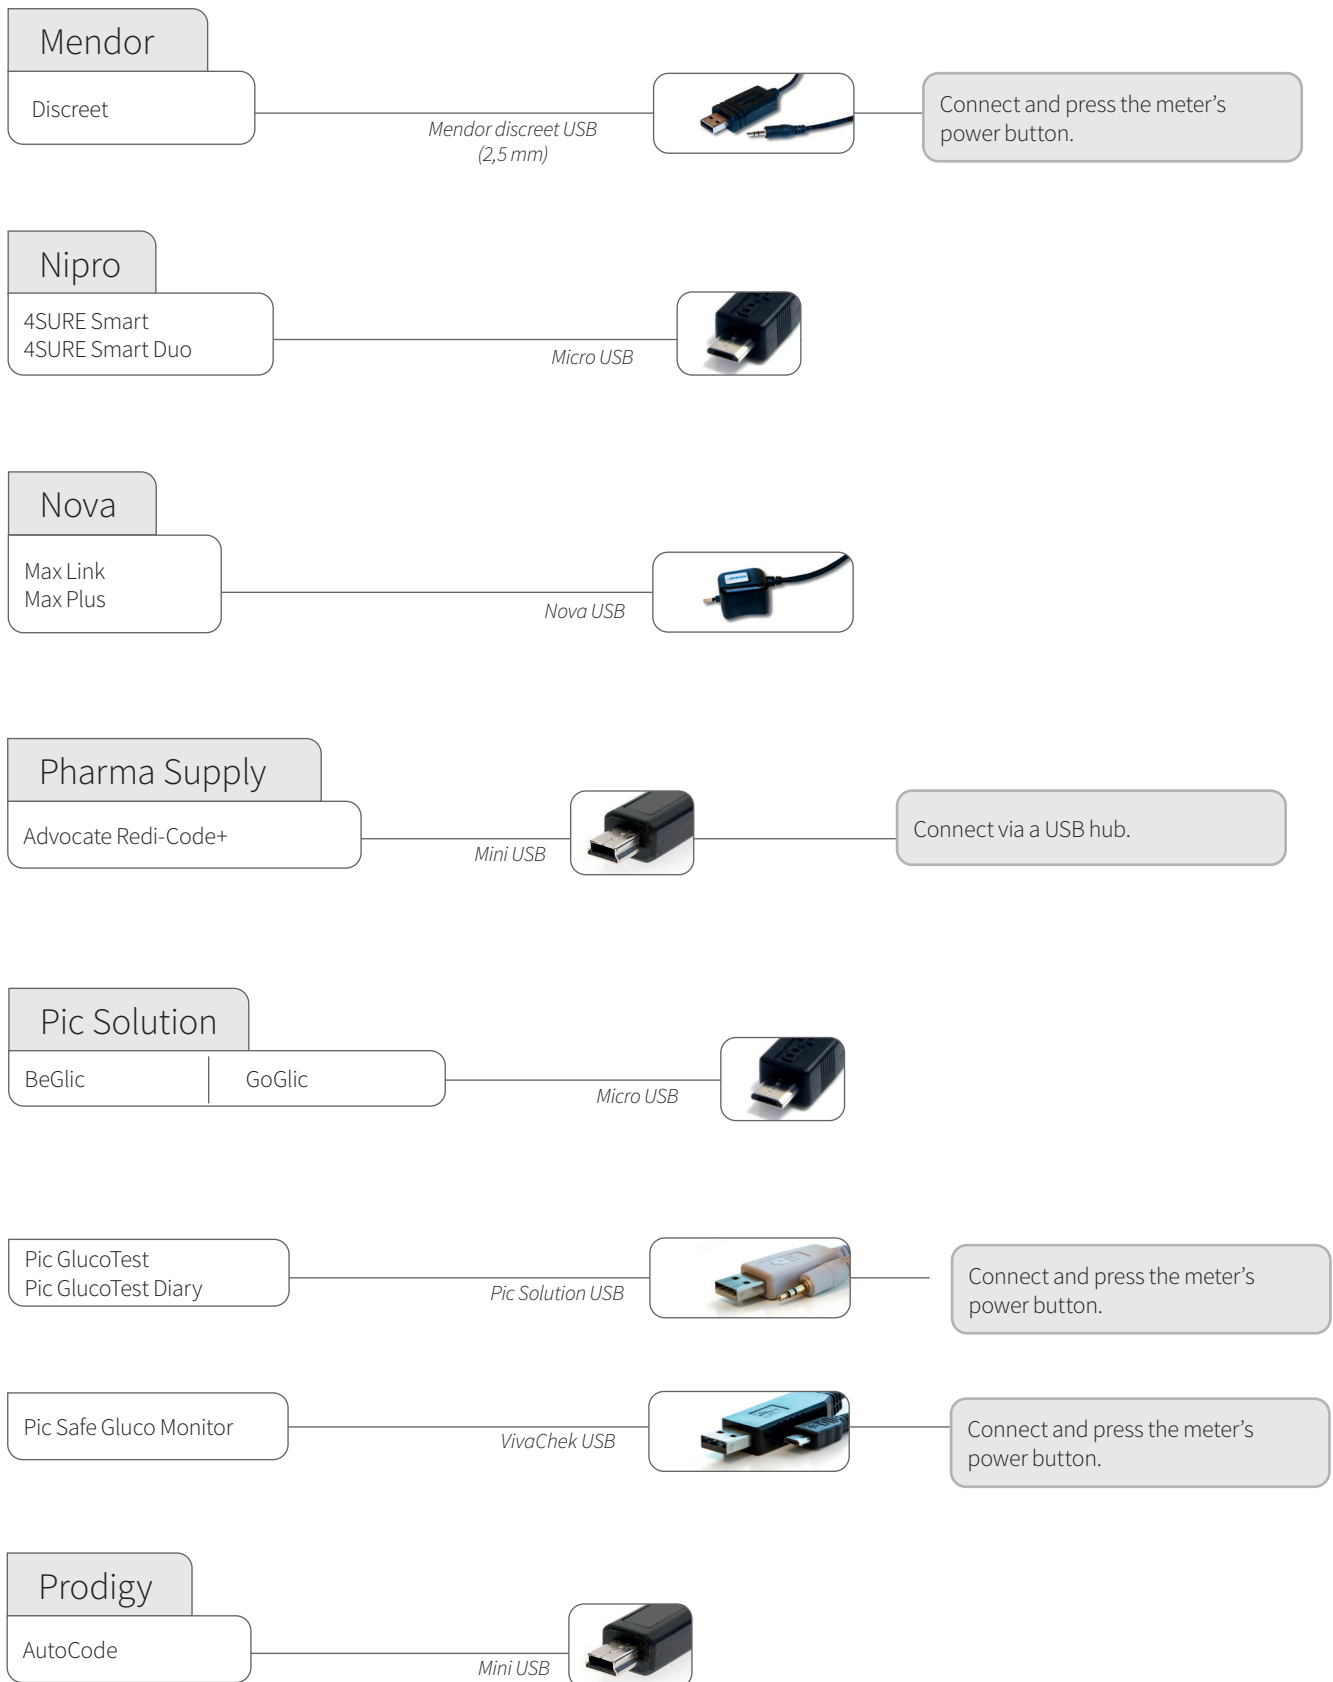 Mendor
Discreet
Mendor discreet USB
(2,5 mm)
Connect and press the meter's
power button.
Nipro
4SURE Smart
4SURE Smart Duo
Micro USB
Nova
Max Link
Max Plus
Nova USB
Pharma Supply
Advocate Redi-Code+
Mini USB
Connect via a USB hub.
Pic Solution
BeGlic
GoGlic
Micro USB
Pic GlucoTest
Pic GlucoTest Diary
Pic Solution USB
Connect and press the meter's
power button.
Pic Safe Gluco Monitor
VivaChek USB
Connect and press the meter's
power button.
Prodigy
AutoCode
Mini USB